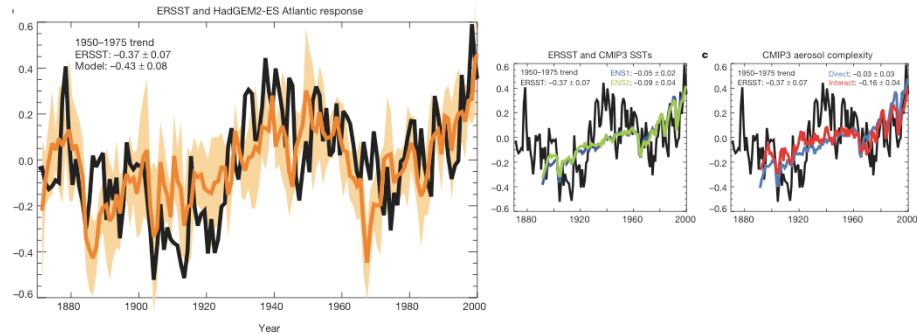 ERSST and HadGEM2-ES Atlantic response
0.6
0.4
0.2
0.0
−0.2
−0.4
−0.6
1950–1975 trend
ERSST: −0.37 ± 0.07
Model: −0.43 ± 0.08
1880
1900
1920
1940
1960
1980
2000
Year
ERSST and CMIP3 SSTs
0.6
0.4
0.2
0.0
−0.2
−0.4
−0.6
1950–1975 trend
ENS1: −0.05 ± 0.02
ERSST: −0.37 ± 0.07
ENS2: −0.09 ± 0.04
1880
1920
1960
2000
c
CMIP3 aerosol complexity
0.6
0.4
0.2
0.0
−0.2
−0.4
−0.6
1950–1975 trend
Direct: −0.03 ± 0.03
ERSST: −0.37 ± 0.07
Interact: −0.16 ± 0.04
1880
1920
1960
2000